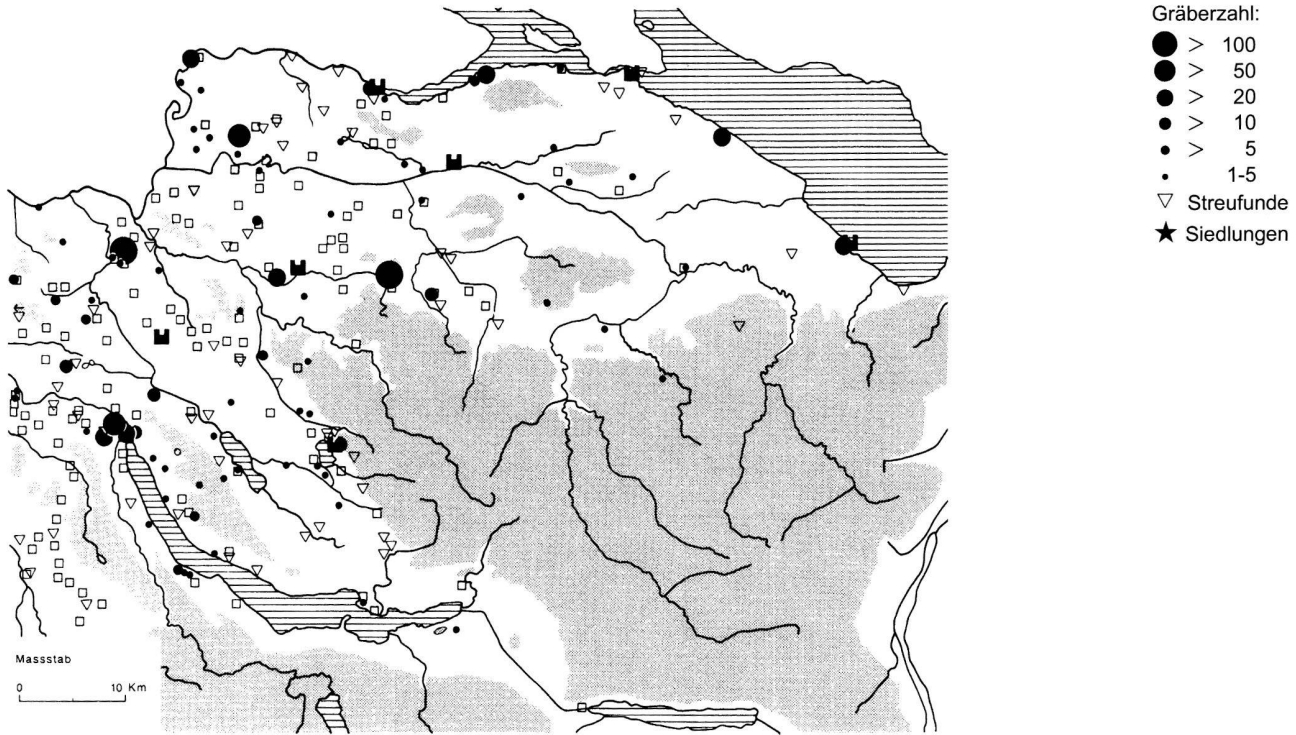 Gräberzahl:
> 100
> 50
> 20
> 10
> 5
1-5
Streufunde
Siedlungen
Massstab
0 10 Km